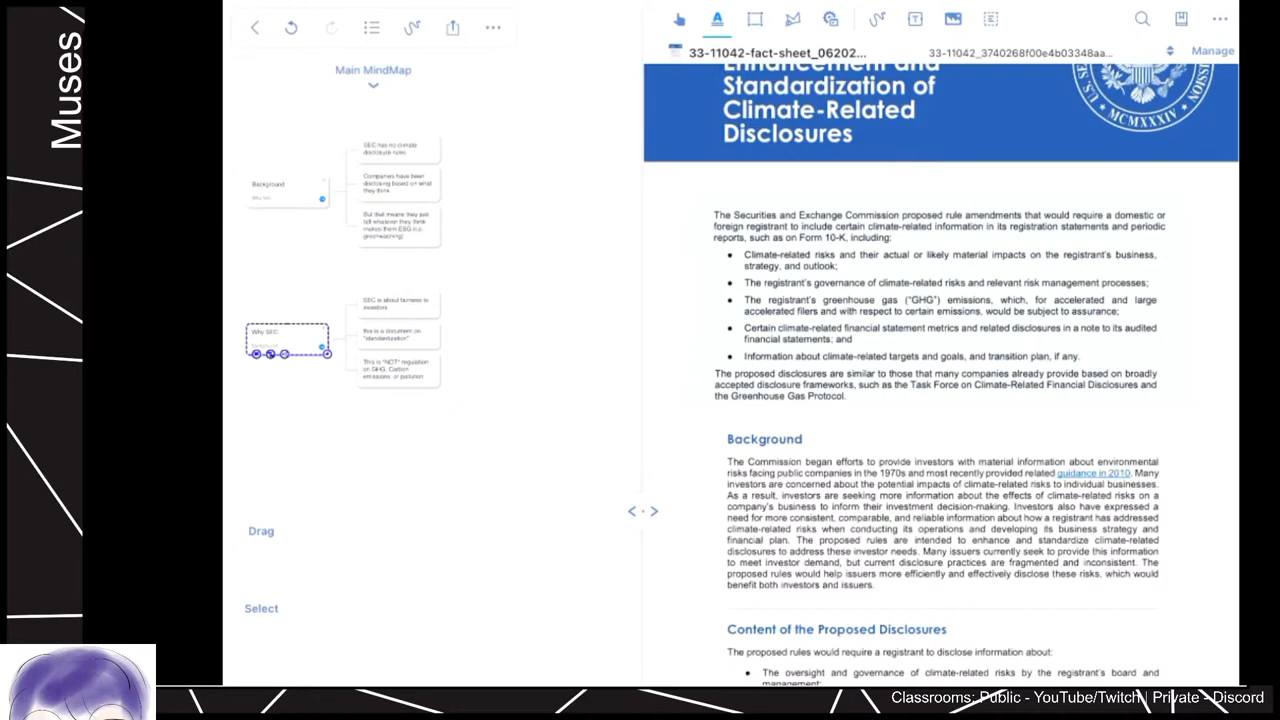 Muses
Main MindMap
Background
SEC has no climate
disclosure rules
Companies have been
disclosing based on what
they think
But that means they just
tell whatever they think
makes them ESG (i.e.
greenwashing)
Why SEC
Background
SEC is about fairness to
investors
this is a document on
"standardization"
This is "NOT" regulation
on GHG, Carbon
emissions, or pollution
Drag
Select
33-11042-fact-sheet_06202...
33-11042_3740268f00e4b03348aa...
Manage
Enhancement and
Standardization of
Climate-Related
Disclosures
MCMXXXIV
The Securities and Exchange Commission proposed rule amendments that would require a domestic or
foreign registrant to include certain climate-related information in its registration statements and periodic
reports, such as on Form 10-K, including:
● Climate-related risks and their actual or likely material impacts on the registrant's business,
strategy, and outlook;
● The registrant's governance of climate-related risks and relevant risk management processes;
● The registrant's greenhouse gas ("GHG") emissions, which, for accelerated and large
accelerated filers and with respect to certain emissions, would be subject to assurance;
● Certain climate-related financial statement metrics and related disclosures in a note to its audited
financial statements; and
● Information about climate-related targets and goals, and transition plan, if any.
The proposed disclosures are similar to those that many companies already provide based on broadly
accepted disclosure frameworks, such as the Task Force on Climate-Related Financial Disclosures and
the Greenhouse Gas Protocol.
Background
The Commission began efforts to provide investors with material information about environmental
risks facing public companies in the 1970s and most recently provided related guidance in 2010. Many
investors are concerned about the potential impacts of climate-related risks to individual businesses.
As a result, investors are seeking more information about the effects of climate-related risks on a
company's business to inform their investment decision-making. Investors also have expressed a
need for more consistent, comparable, and reliable information about how a registrant has addressed
climate-related risks when conducting its operations and developing its business strategy and
financial plan. The proposed rules are intended to enhance and standardize climate-related
disclosures to address these investor needs. Many issuers currently seek to provide this information
to meet investor demand, but current disclosure practices are fragmented and inconsistent. The
proposed rules would help issuers more efficiently and effectively disclose these risks, which would
benefit both investors and issuers.
Content of the Proposed Disclosures
The proposed rules would require a registrant to disclose information about:
● The oversight and governance of climate-related risks by the registrant's board and
management;
Classrooms: Public - YouTube/Twitch | Private - Discord